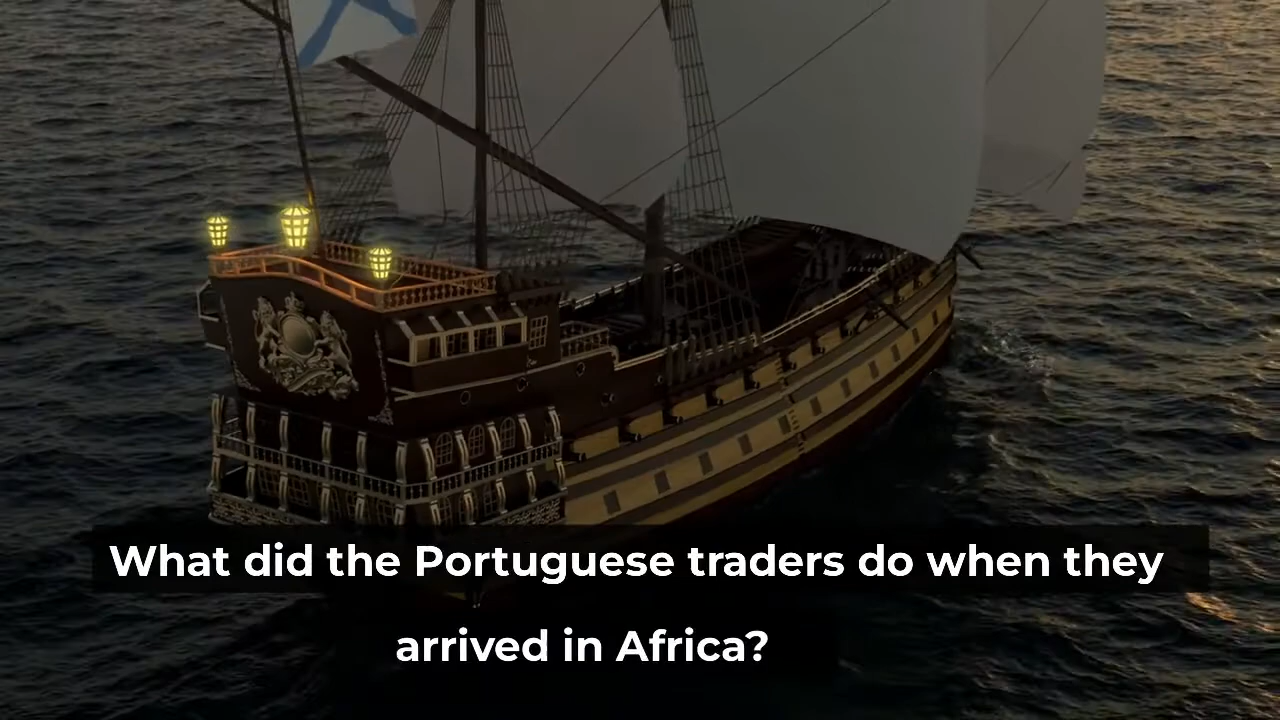 What did the Portuguese traders do when they
arrived in Africa?